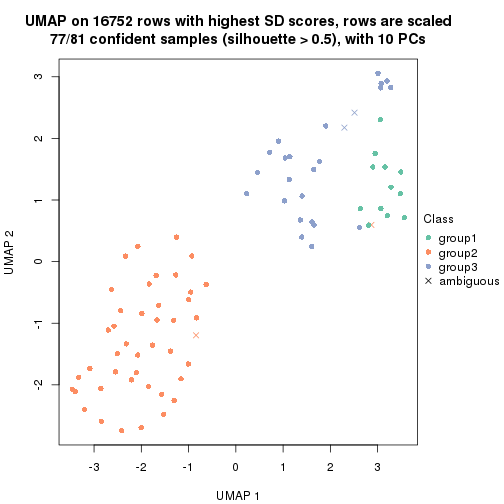 UMAP on 16752 rows with highest SD scores, rows are scaled
77/81 confident samples (silhouette > 0.5), with 10 PCs
3
2
1
0
-1
-2
UMAP 2
-3
-2
-1
0
1
2
3
UMAP 1
Class
group1
group2
group3
ambiguous